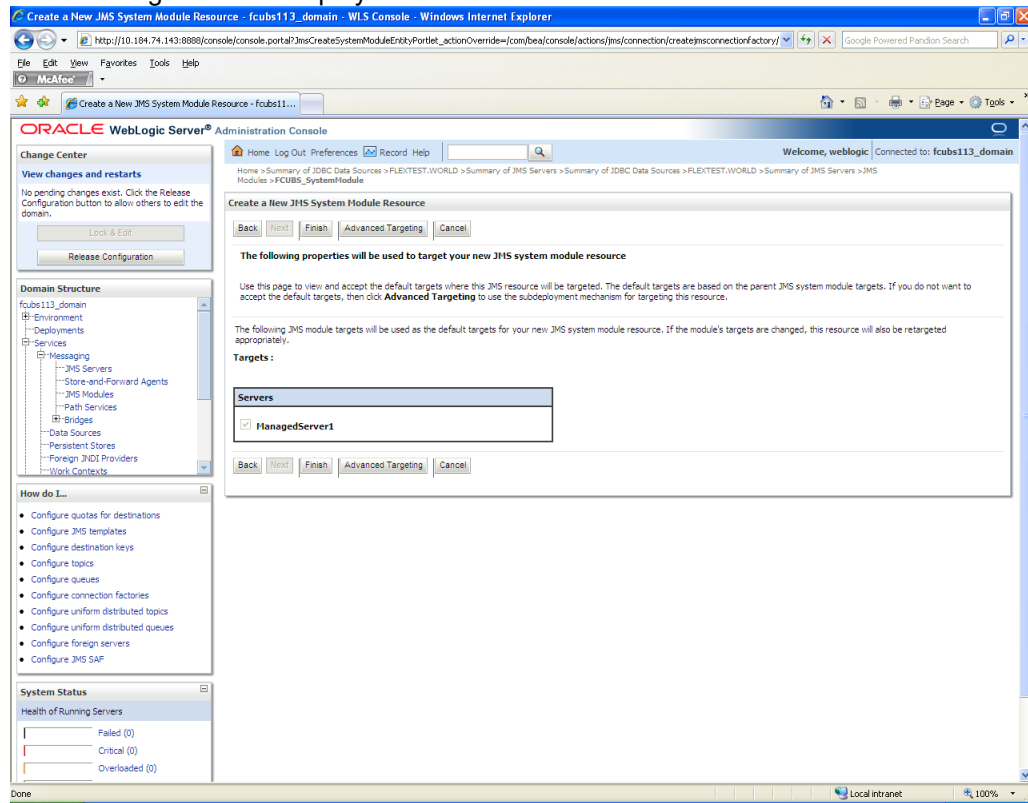 Create a New JMS System Module Resource - fcubs113_domain - WLS Console - Windows Internet Explorer
http://10.184.74.143:8888/console/console.portal?JmsCreateSystemModuleEntityPortlet_actionOverride=/com/bea/console/actions/jms/connection/createjmsconnectionfactory/
Google Powered Pandion Search
File Edit View Favorites Tools Help
McAfee
Create a New JMS System Module Resource - fcubs11...
Page Tools
ORACLE WebLogic Server® Administration Console
Change Center
View changes and restarts
No pending changes exist. Click the Release
Configuration button to allow others to edit the
domain.
Lock & Edit
Release Configuration
Domain Structure
fcubs113_domain
Environment
Deployments
Services
Messaging
JMS Servers
Store-and-Forward Agents
JMS Modules
Path Services
Bridges
Data Sources
Persistent Stores
Foreign JNDI Providers
Work Contexts
How do I...
Configure quotas for destinations
Configure JMS templates
Configure destination keys
Configure topics
Configure queues
Configure connection factories
Configure uniform distributed topics
Configure uniform distributed queues
Configure foreign servers
Configure JMS SAF
System Status
Health of Running Servers
Failed (0)
Critical (0)
Overloaded (0)
Home Log Out Preferences Record Help
Welcome, weblogic Connected to: fcubs113_domain
Home >Summary of JDBC Data Sources >FLEXTEST.WORLD >Summary of JMS Servers >Summary of JDBC Data Sources >FLEXTEST.WORLD >Summary of JMS Servers >JMS
Modules >FCUBS_SystemModule
Create a New JMS System Module Resource
Back Next Finish Advanced Targeting Cancel
The following properties will be used to target your new JMS system module resource
Use this page to view and accept the default targets where this JMS resource will be targeted. The default targets are based on the parent JMS system module targets. If you do not want to
accept the default targets, then click Advanced Targeting to use the subdeployment mechanism for targeting this resource.
The following JMS module targets will be used as the default targets for your new JMS system module resource. If the module's targets are changed, this resource will also be retargeted
appropriately.
Targets :
Servers
ManagedServer1
Back Next Finish Advanced Targeting Cancel
Done
Local intranet
100%